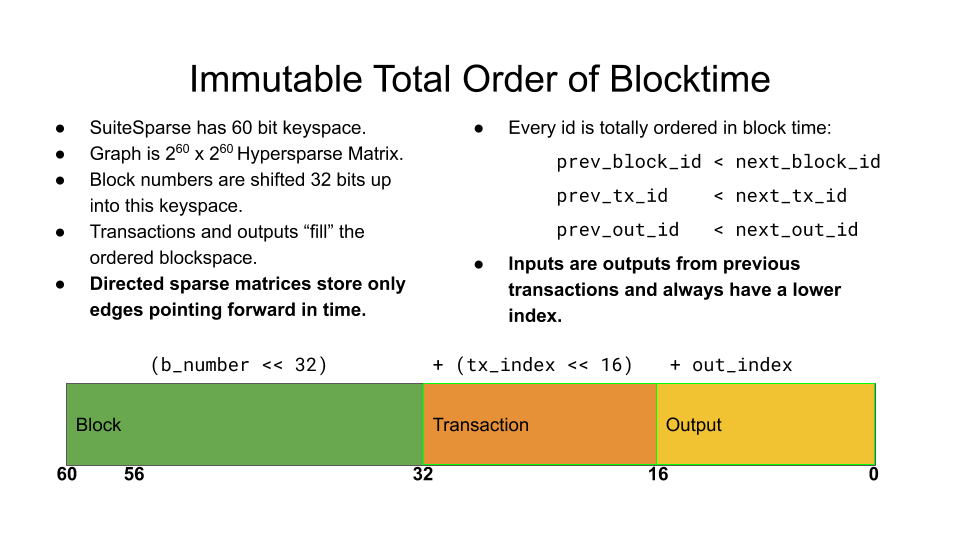 Immutable Total Order of Blocktime
● SuiteSparse has 60 bit keyspace.
● Graph is 2^60 x 2^60 Hypersparse Matrix.
● Block numbers are shifted 32 bits up
into this keyspace.
● Transactions and outputs “fill” the
ordered blockspace.
● Directed sparse matrices store only
edges pointing forward in time.
● Every id is totally ordered in block time:
prev_block_id < next_block_id
prev_tx_id < next_tx_id
prev_out_id < next_out_id
● Inputs are outputs from previous
transactions and always have a lower
index.
(b_number << 32) + (tx_index << 16) + out_index
Block Transaction Output
60 56 32 16 0